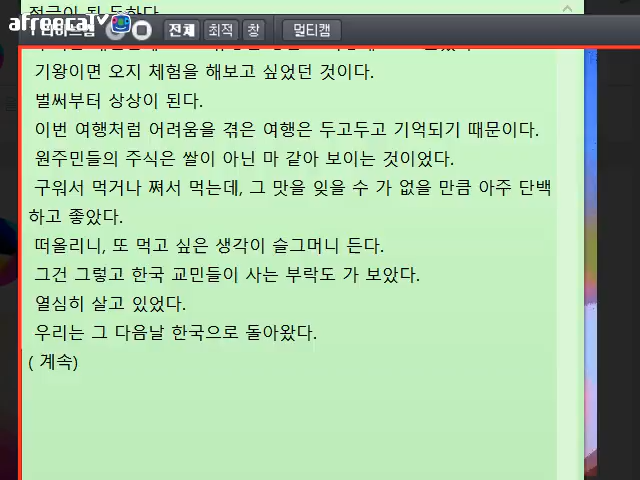 afreecaTV
전체 최적 창 멀티캠
기왕이면 오지 체험을 해보고 싶었던 것이다.
벌써부터 상상이 된다.
이번 여행처럼 어려움을 겪은 여행은 두고두고 기억되기 때문이다.
원주민들의 주식은 쌀이 아닌 마 같아 보이는 것이었다.
구워서 먹거나 쪄서 먹는데, 그 맛을 잊을 수 가 없을 만큼 아주 단백
하고 좋았다.
떠올리니, 또 먹고 싶은 생각이 슬그머니 든다.
그건 그렇고 한국 교민들이 사는 부락도 가 보았다.
열심히 살고 있었다.
우리는 그 다음날 한국으로 돌아왔다.
( 계속)